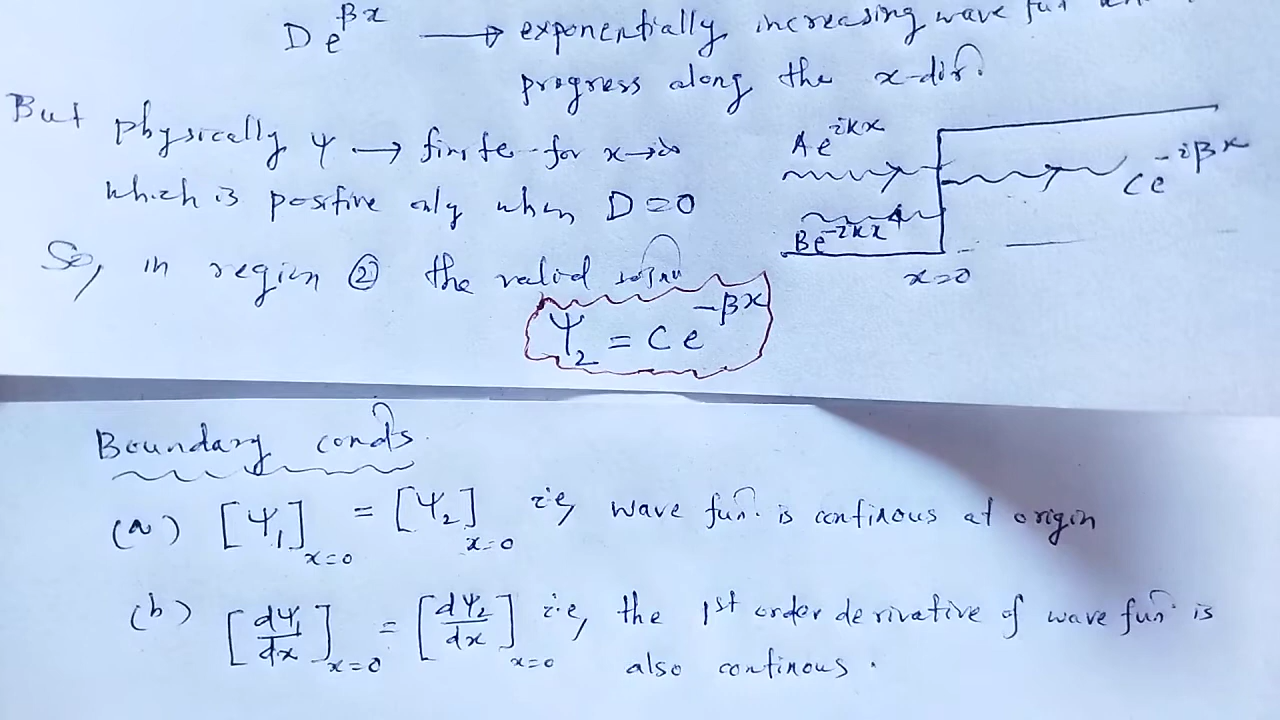 De^βx → exponentially increasing wave fun
progress along the x-dirn.
But physically ψ → finite for x→∞
which is positive only when D=0
So, in region ② the valid solnu
ψ₂ = Ce^-βx
Ae^ikx
Ce^-iβx
Be^-ikx
x=0
Boundary conds.
(a) [ψ₁]ₓ₌₀ = [ψ₂]ₓ₌₀ i.e, wave fun. is continous at origin
(b) [dψ₁/dx]ₓ₌₀ = [dψ₂/dx]ₓ₌₀ i.e, the 1st order derivative of wave fun. is
also continous.